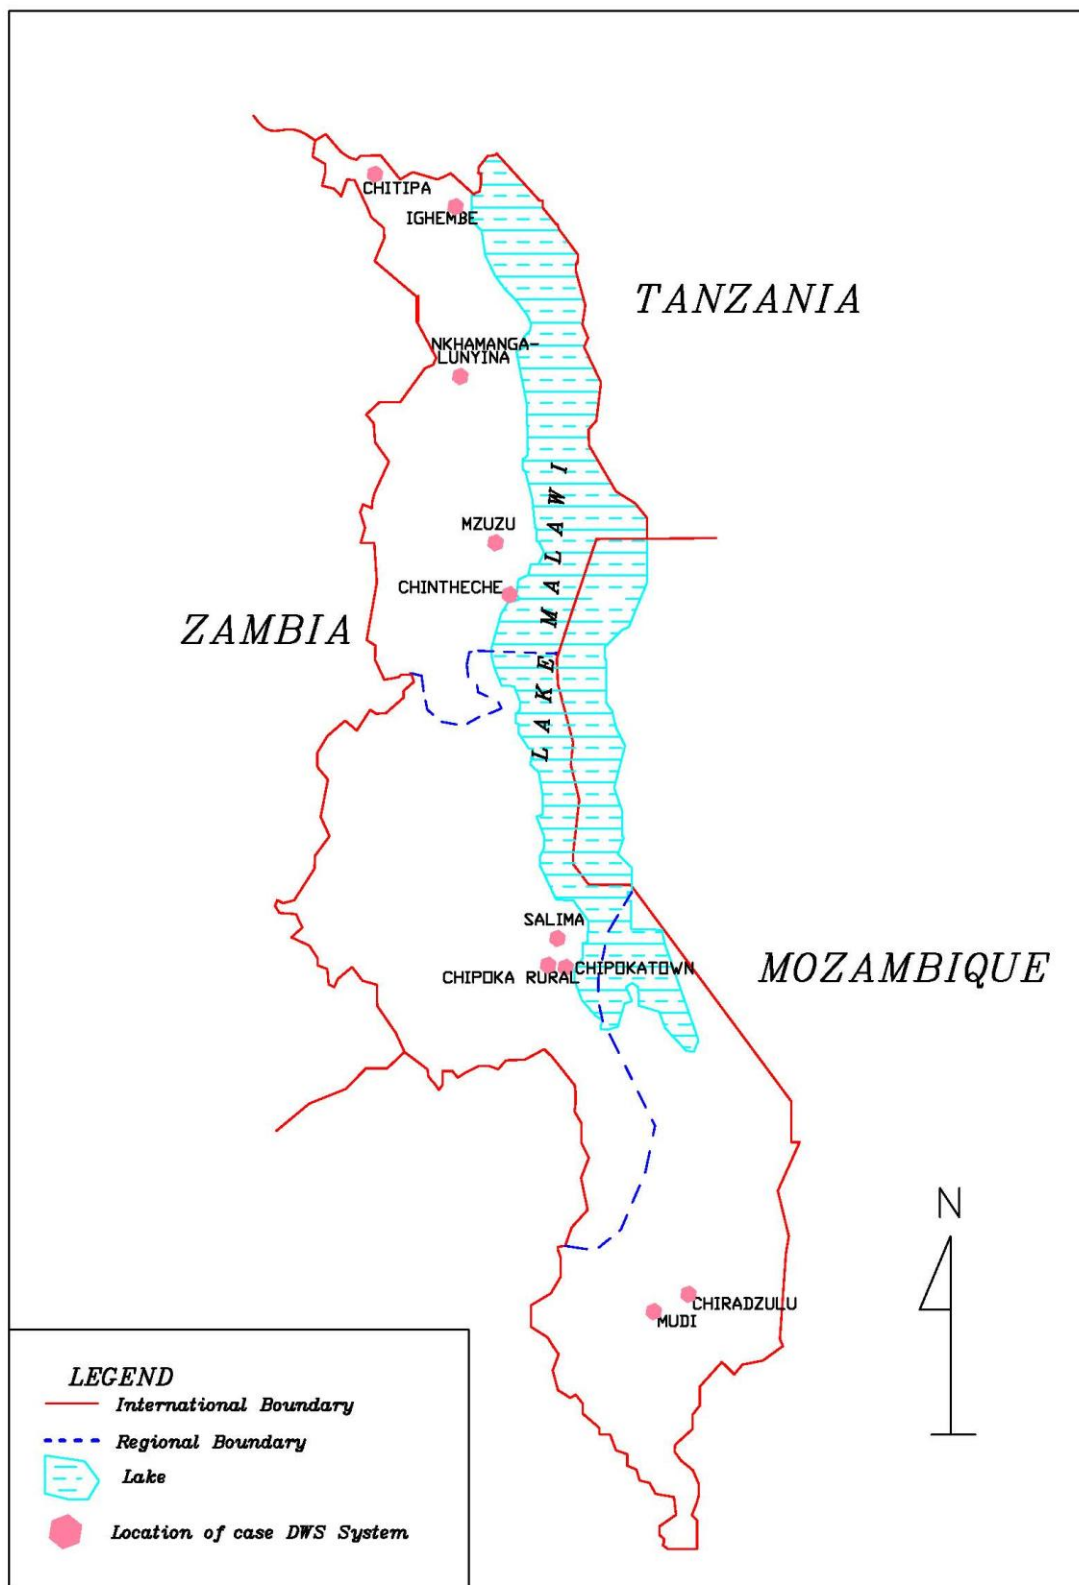 CHITIPA
IGHEMBE
TANZANIA
NKHAMANGA-
LUNYINA
LAKE MALAWI
MZUZU
CHINTHECHE
ZAMBIA
SALIMA
CHIPOKA RURAL
CHIPOKATOWN
MOZAMBIQUE
N
CHIRADZULU
MUDI
LEGEND
International Boundary
Regional Boundary
Lake
Location of case DWS System